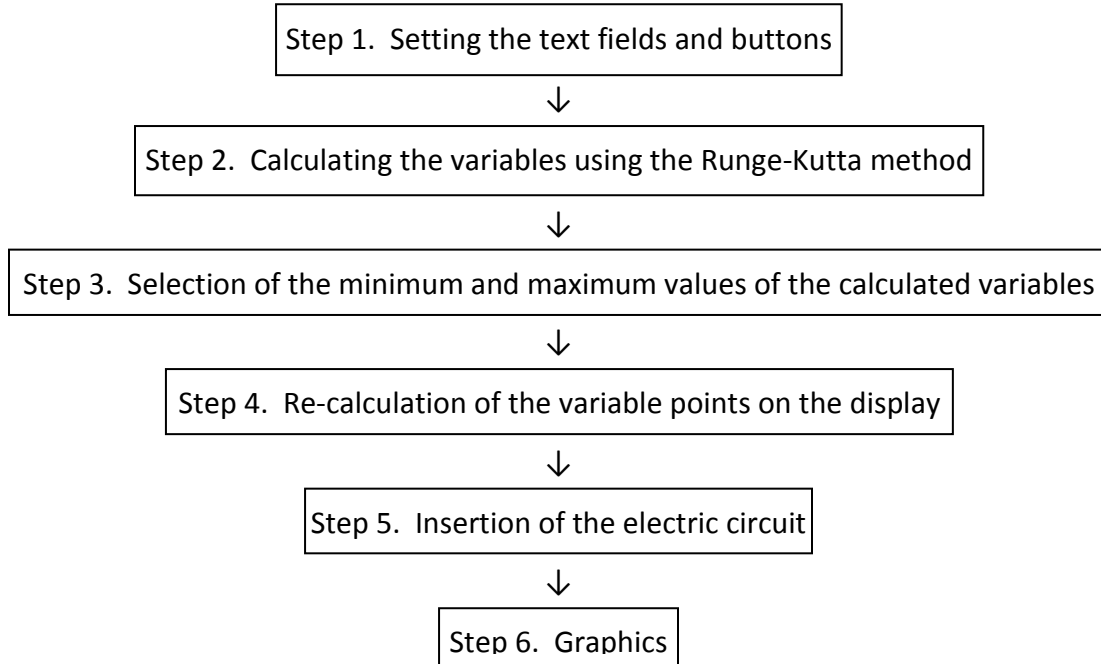 Step 1. Setting the text fields and buttons
↓
Step 2. Calculating the variables using the Runge-Kutta method
↓
Step 3. Selection of the minimum and maximum values of the calculated variables
↓
Step 4. Re-calculation of the variable points on the display
↓
Step 5. Insertion of the electric circuit
↓
Step 6. Graphics